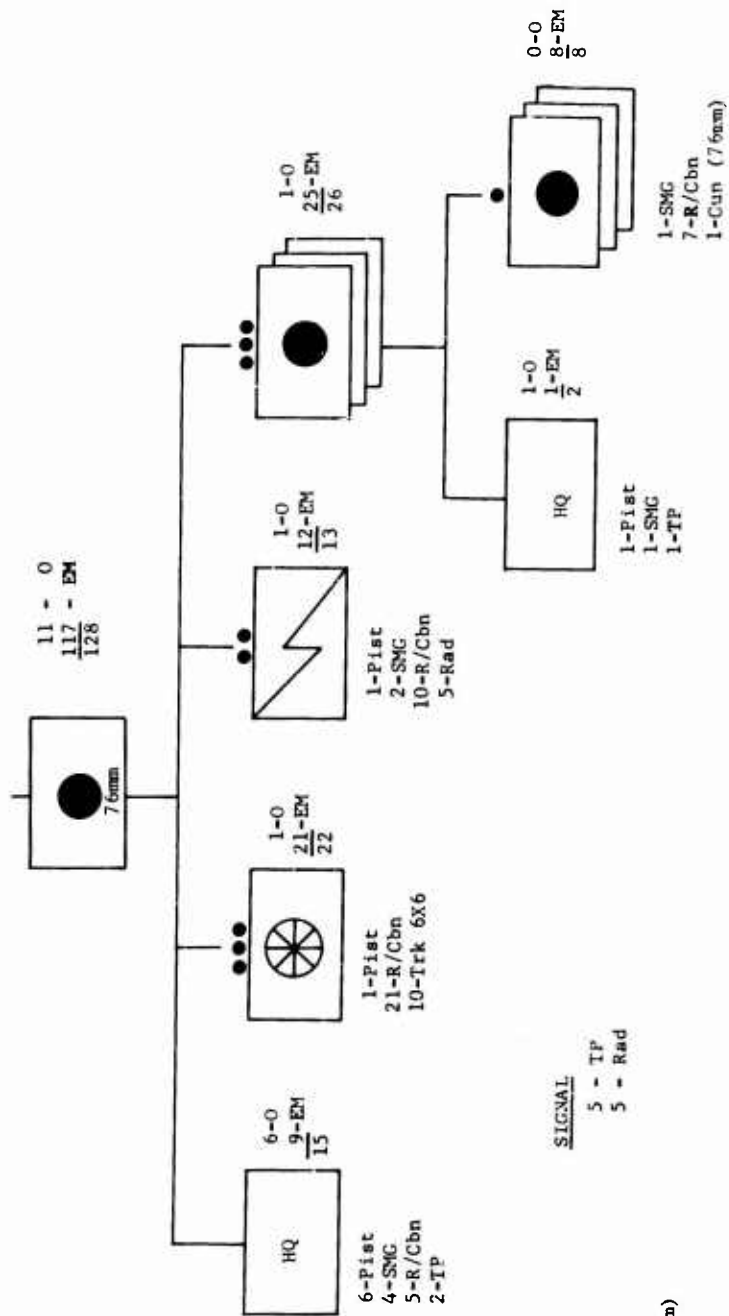 11 - O
117 - EM
128
76mm
6-O
9-EM
15
HQ
6-Pist
4-SMG
5-R/Cbn
2-TP
1-O
21-EM
22
1-Pist
21-R/Cbn
10-Trk 6X6
1-O
12-EM
13
1-Pist
2-SMG
10-R/Cbn
5-Rad
1-O
25-EM
26
1-O
1-EM
2
HQ
1-Pist
1-SMG
1-TP
0-O
8-EM
8
1-SMG
7-R/Cbn
1-Gun (76mm)
SIGNAL
5 - TP
5 - Rad
m)